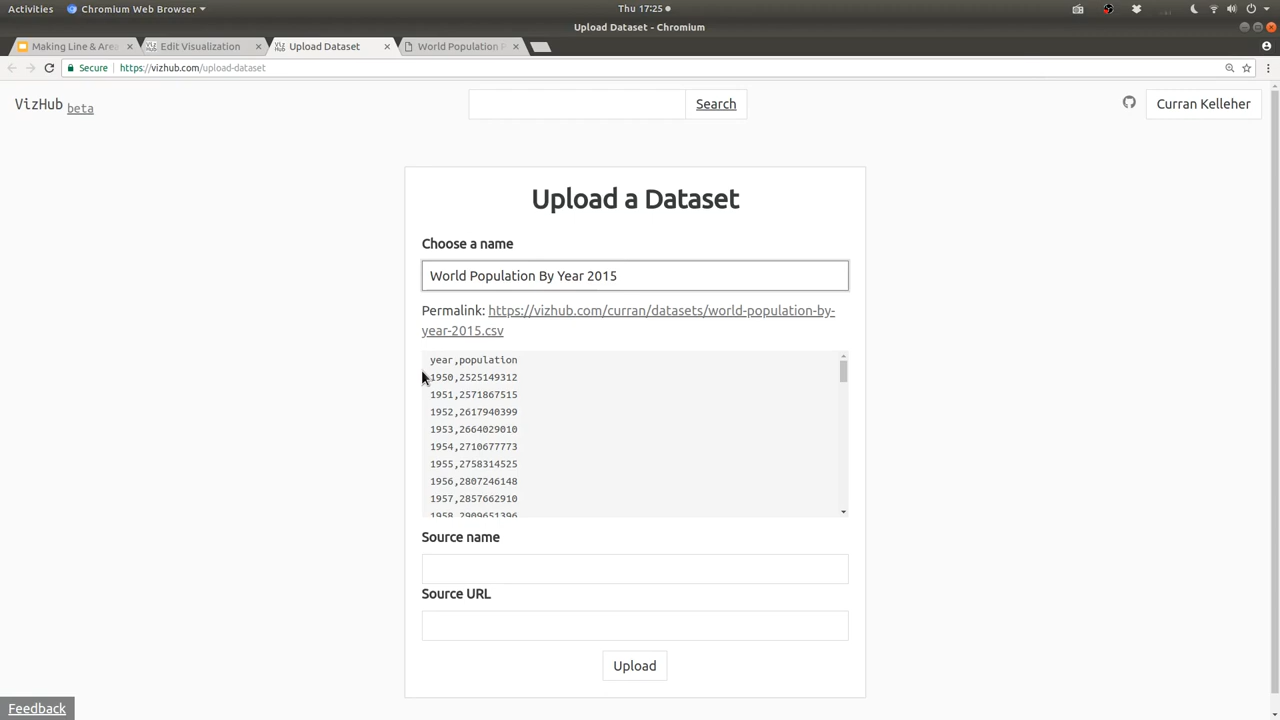 Activities
Chromium Web Browser
Thu 17:25
Upload Dataset - Chromium
Making Line & Area
Edit Visualization
Upload Dataset
World Population P
Secure
https://vizhub.com/upload-dataset
VizHub beta
Search
Curran Kelleher
Upload a Dataset
Choose a name
World Population By Year 2015
Permalink: https://vizhub.com/curran/datasets/world-population-by-
year-2015.csv
year,population
1950,2525149312
1951,2571867515
1952,2617940399
1953,2664029010
1954,2710677773
1955,2758314525
1956,2807246148
1957,2857662910
1958,2909651396
Source name
Source URL
Upload
Feedback